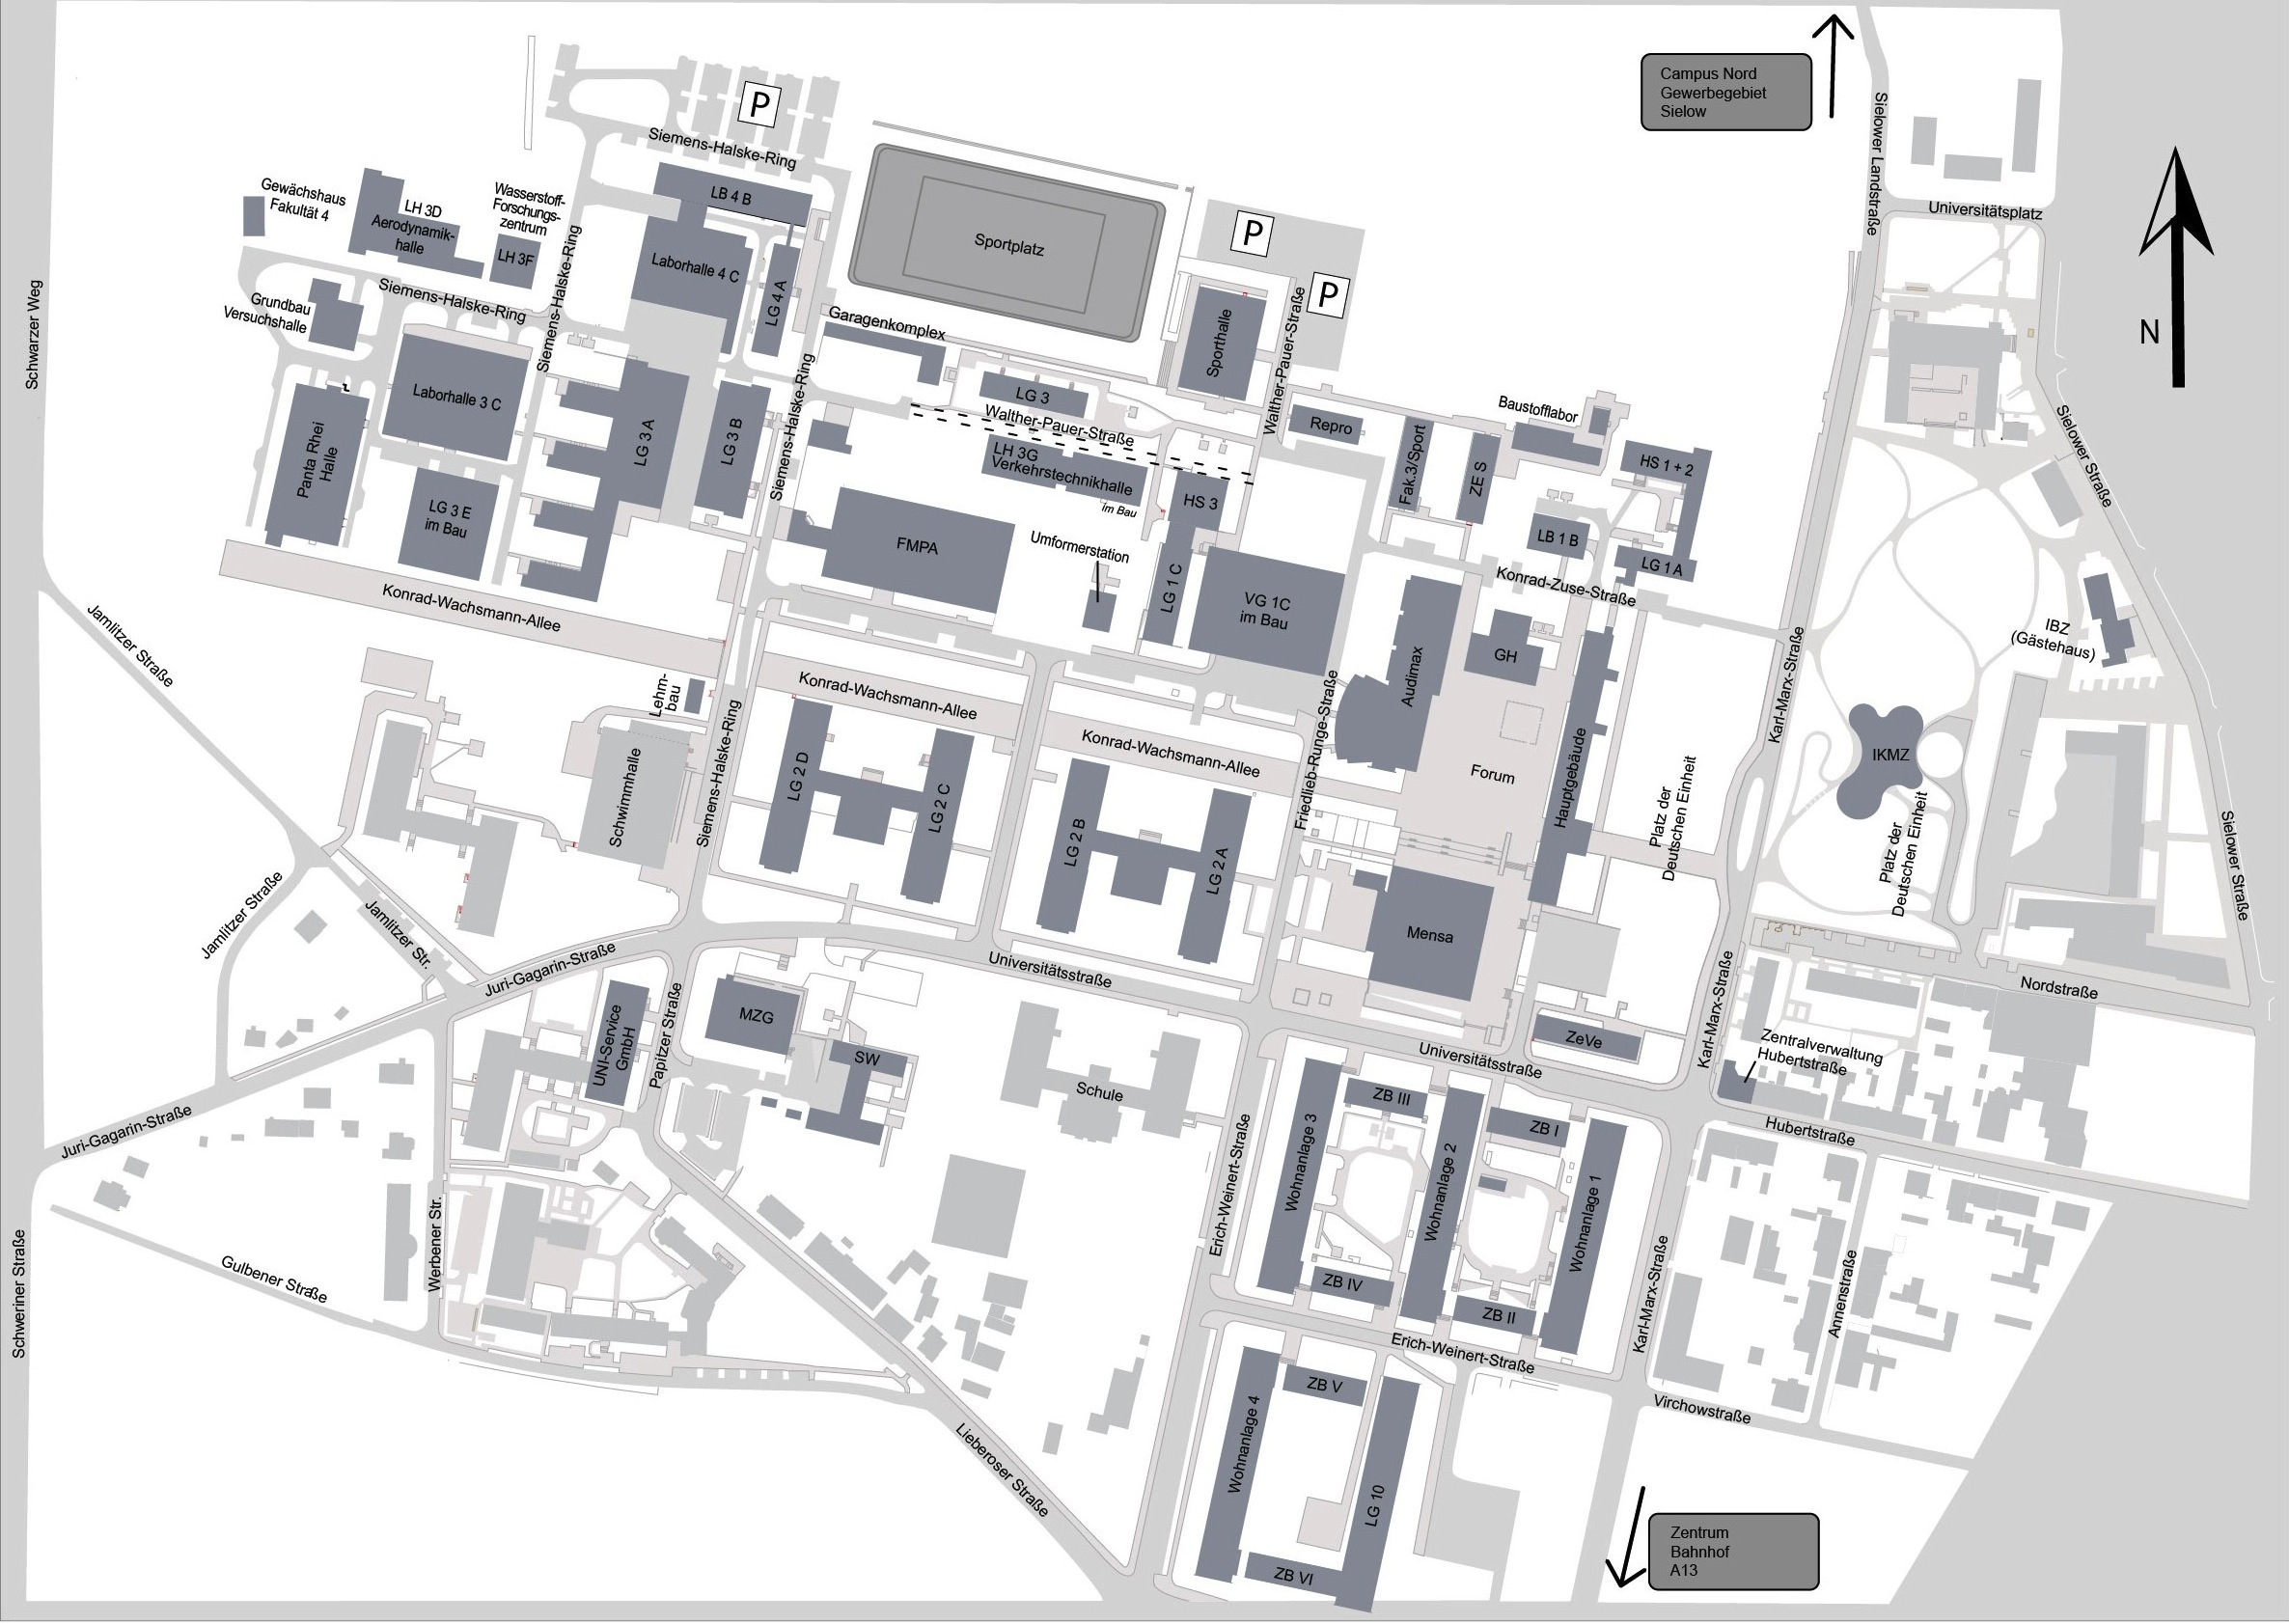 Campus Nord
Gewerbegebiet
Sielow
P
Siemens-Halske-Ring
Sielower Landstraße
Universitätsplatz
Gewächshaus
Fakultät 4
LH 3D
Aerodynamik-
halle
Wasserstoff-
Forschungs-
zentrum
LH 3F
LB 4 B
Laborhalle 4 C
LG 4 A
Sportplatz
P
P
N
Schwarzer Weg
Grundbau
Versuchshalle
Siemens-Halske-Ring
Siemens-Halske-Ring
Garagenkomplex
Sporthalle
Walther-Pauer-Straße
Laborhalle 3 C
LG 3 A
LG 3 B
Siemens-Halske-Ring
LG 3
Walther-Pauer-Straße
Repro
Fak.3/Sport
ZE S
Baustofflabor
HS 1 + 2
Sielower Straße
Panta Rhei
Halle
LG 3 E
im Bau
LH 3G
Verkehrstechnikhalle
im Bau
HS 3
FMPA
Umformerstation
LG 1 C
VG 1C
im Bau
LB 1 B
LG 1 A
Konrad-Zuse-Straße
Konrad-Wachsmann-Allee
Jamlitzer Straße
Lehm-
bau
Konrad-Wachsmann-Allee
Konrad-Wachsmann-Allee
Audimax
GH
Karl-Marx-Straße
IBZ
(Gästehaus)
Schwimmhalle
Siemens-Halske-Ring
LG 2 D
LG 2 C
LG 2 B
LG 2 A
Friedlieb-Runge-Straße
Forum
Hauptgebäude
Platz der
Deutschen Einheit
IKMZ
Platz der
Deutschen Einheit
Sielower Straße
Jamlitzer Straße
Jamlitzer Str.
Juri-Gagarin-Straße
Universitätsstraße
Mensa
Karl-Marx-Straße
Nordstraße
UNI-Service
GmbH
Papitzer Straße
MZG
SW
Schule
Universitätsstraße
ZeVe
Zentralverwaltung
Hubertstraße
Juri-Gagarin-Straße
ZB III
ZB I
Hubertstraße
Wohnanlage 3
Wohnanlage 2
Wohnanlage 1
Erich-Weinert-Straße
Schweriner Straße
Gulbener Straße
Werbener Str.
ZB IV
ZB II
Karl-Marx-Straße
Annenstraße
Erich-Weinert-Straße
ZB V
Virchowstraße
Lieberoser Straße
Wohnanlage 4
LG 10
ZB VI
Zentrum
Bahnhof
A13